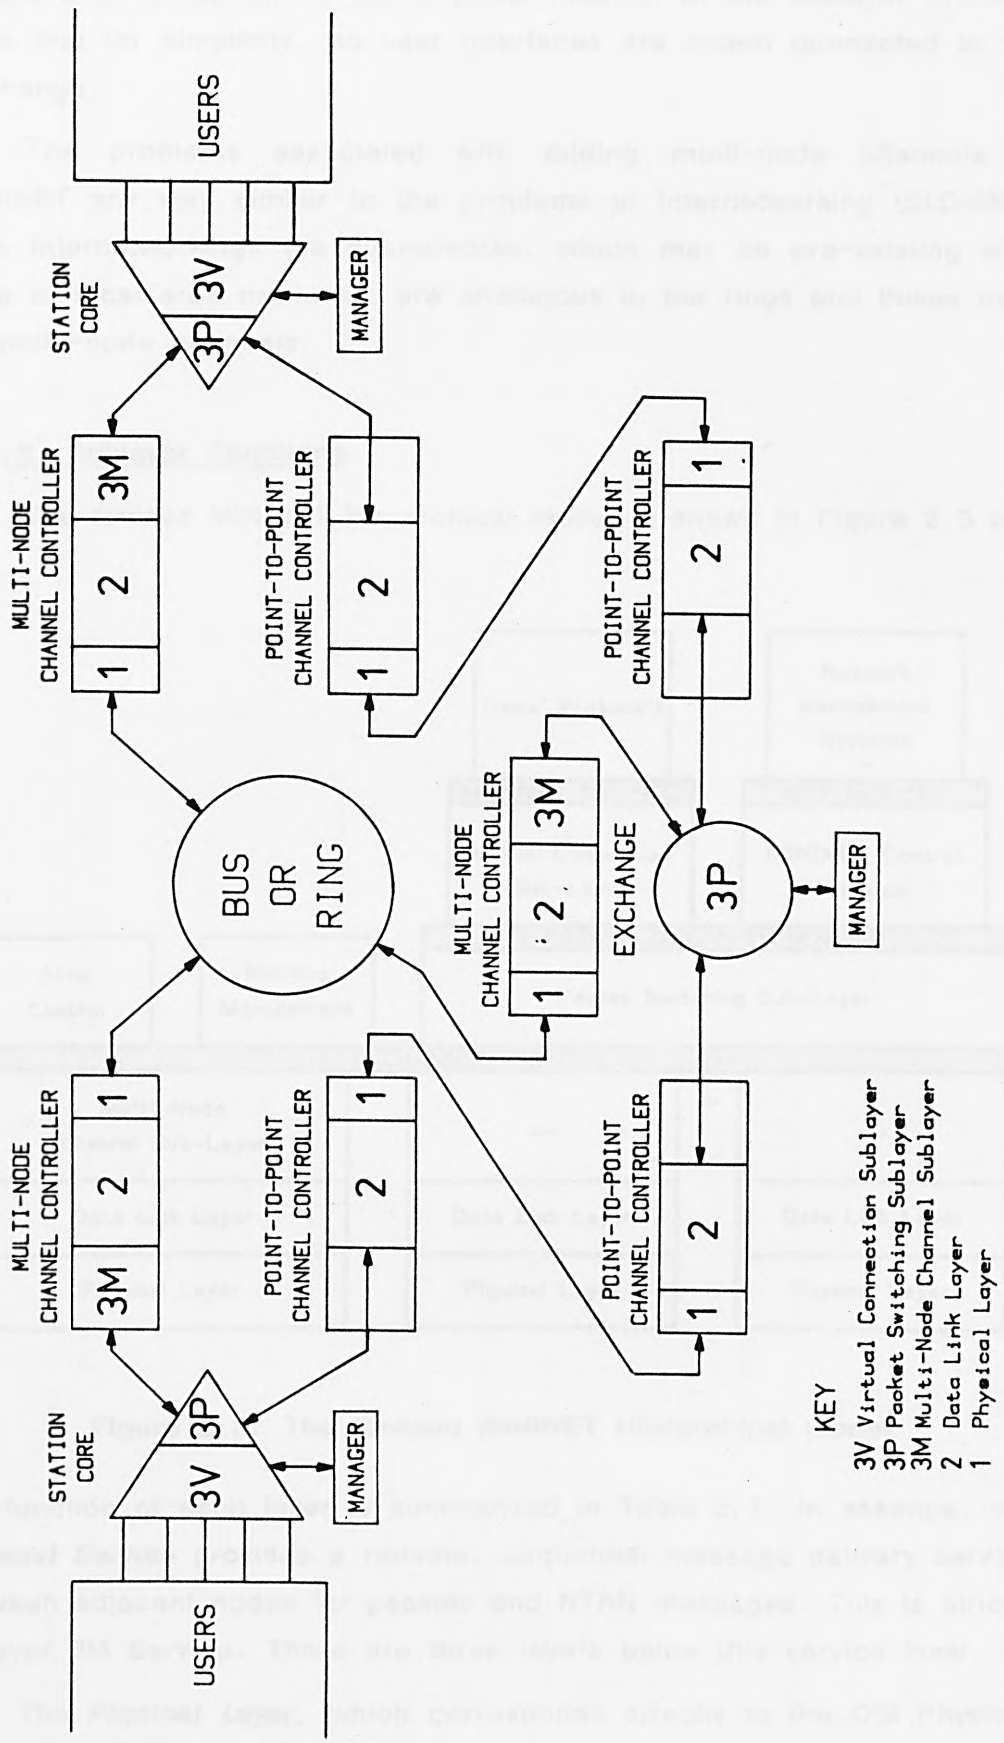 STATION
CORE
MULTI-NODE
CHANNEL CONTROLLER
MULTI-NODE
CHANNEL CONTROLLER
STATION
CORE
USERS
3V 3P
3M 2 1
BUS
OR
RING
1 2 3M
3P 3V
USERS
MANAGER
POINT-TO-POINT
CHANNEL CONTROLLER
2 1
POINT-TO-POINT
CHANNEL CONTROLLER
1 2
MANAGER
MULTI-NODE
CHANNEL CONTROLLER
1 2 3M
POINT-TO-POINT
CHANNEL CONTROLLER
1 2
EXCHANGE
3P
POINT-TO-POINT
CHANNEL CONTROLLER
2 1
MANAGER
KEY
3V Virtual Connection Sublayer
3P Packet Switching Sublayer
3M Multi-Node Channel Sublayer
2 Data Link Layer
1 Physical Layer